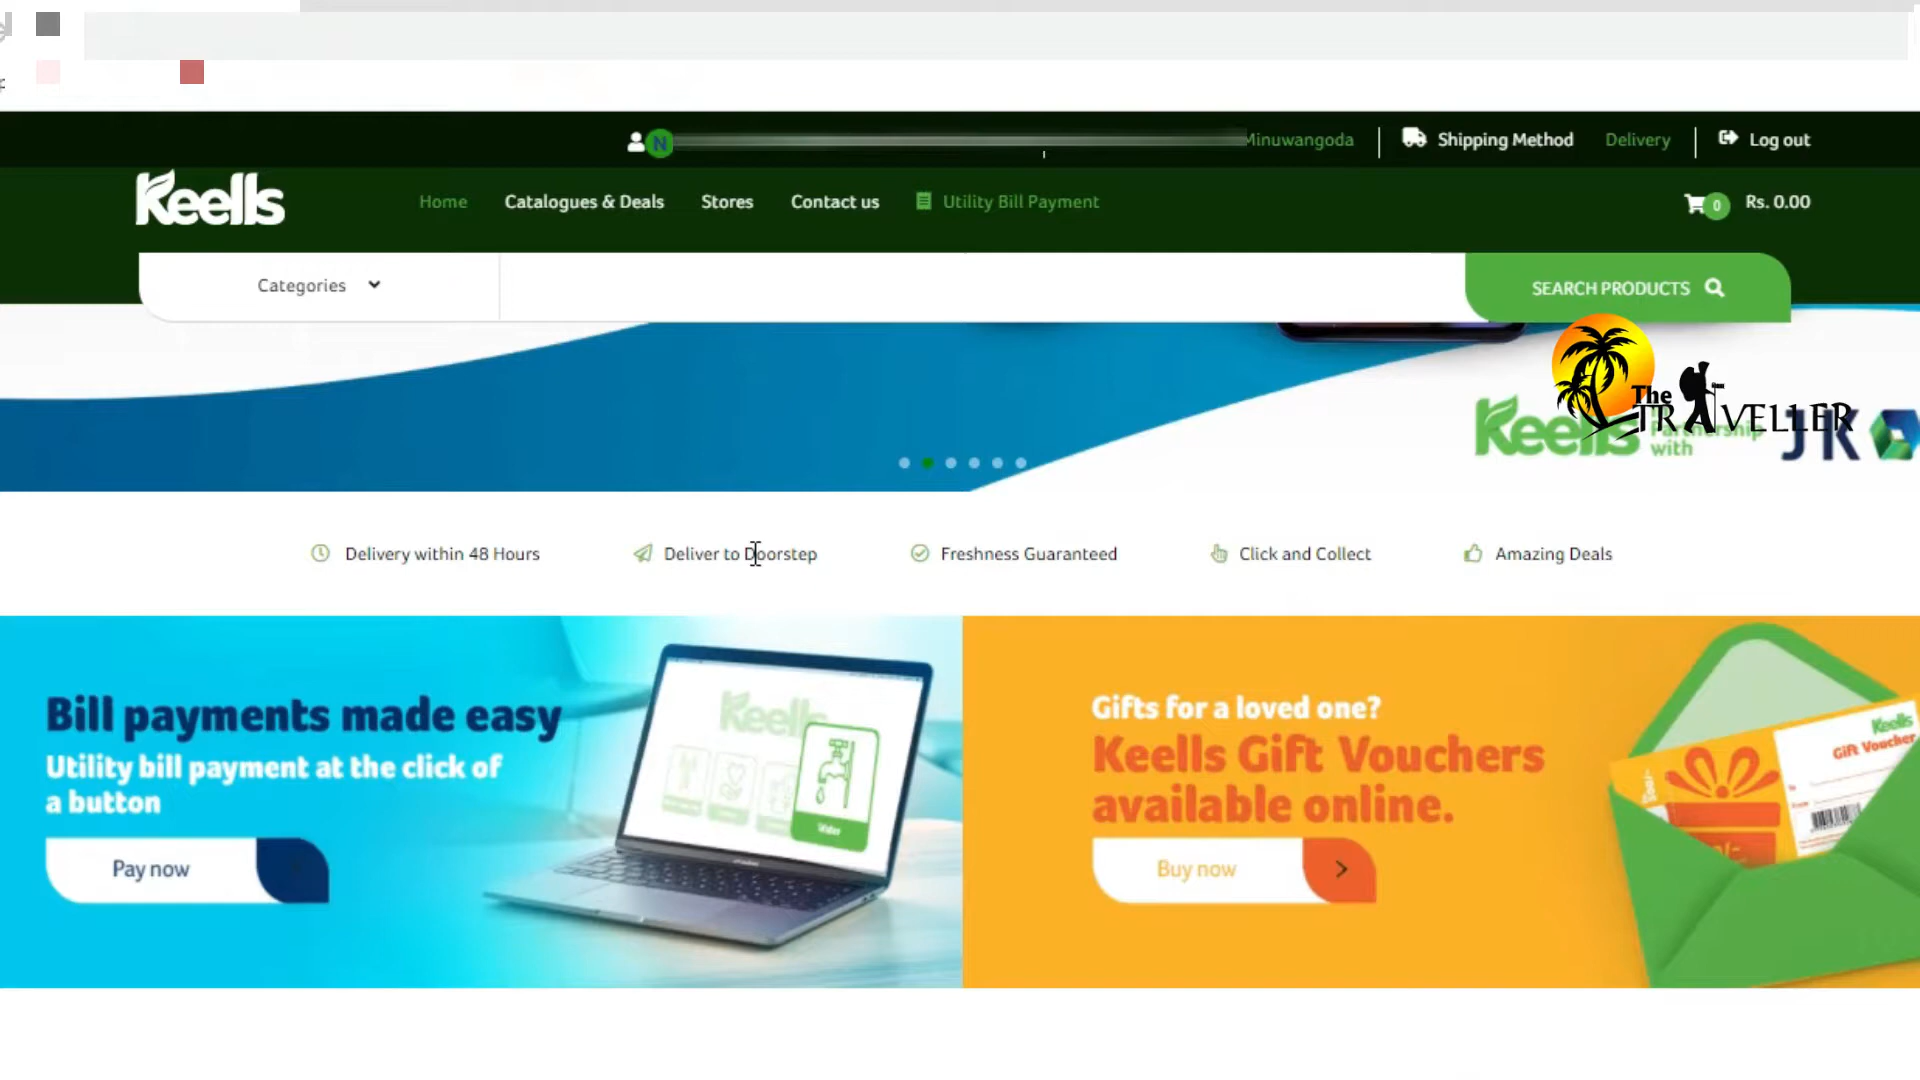 N Minuwangoda Shipping Method Delivery Log out
Keells Home Catalogues & Deals Stores Contact us Utility Bill Payment 0 Rs. 0.00
Categories SEARCH PRODUCTS
The
TRAVELLER
Keells Partnership with JK
Delivery within 48 Hours Deliver to Doorstep Freshness Guaranteed Click and Collect Amazing Deals
Bill payments made easy
Utility bill payment at the click of
a button
Pay now
Keells
Water
Gifts for a loved one?
Keells Gift Vouchers
available online.
Buy now
Keells
Gift Voucher